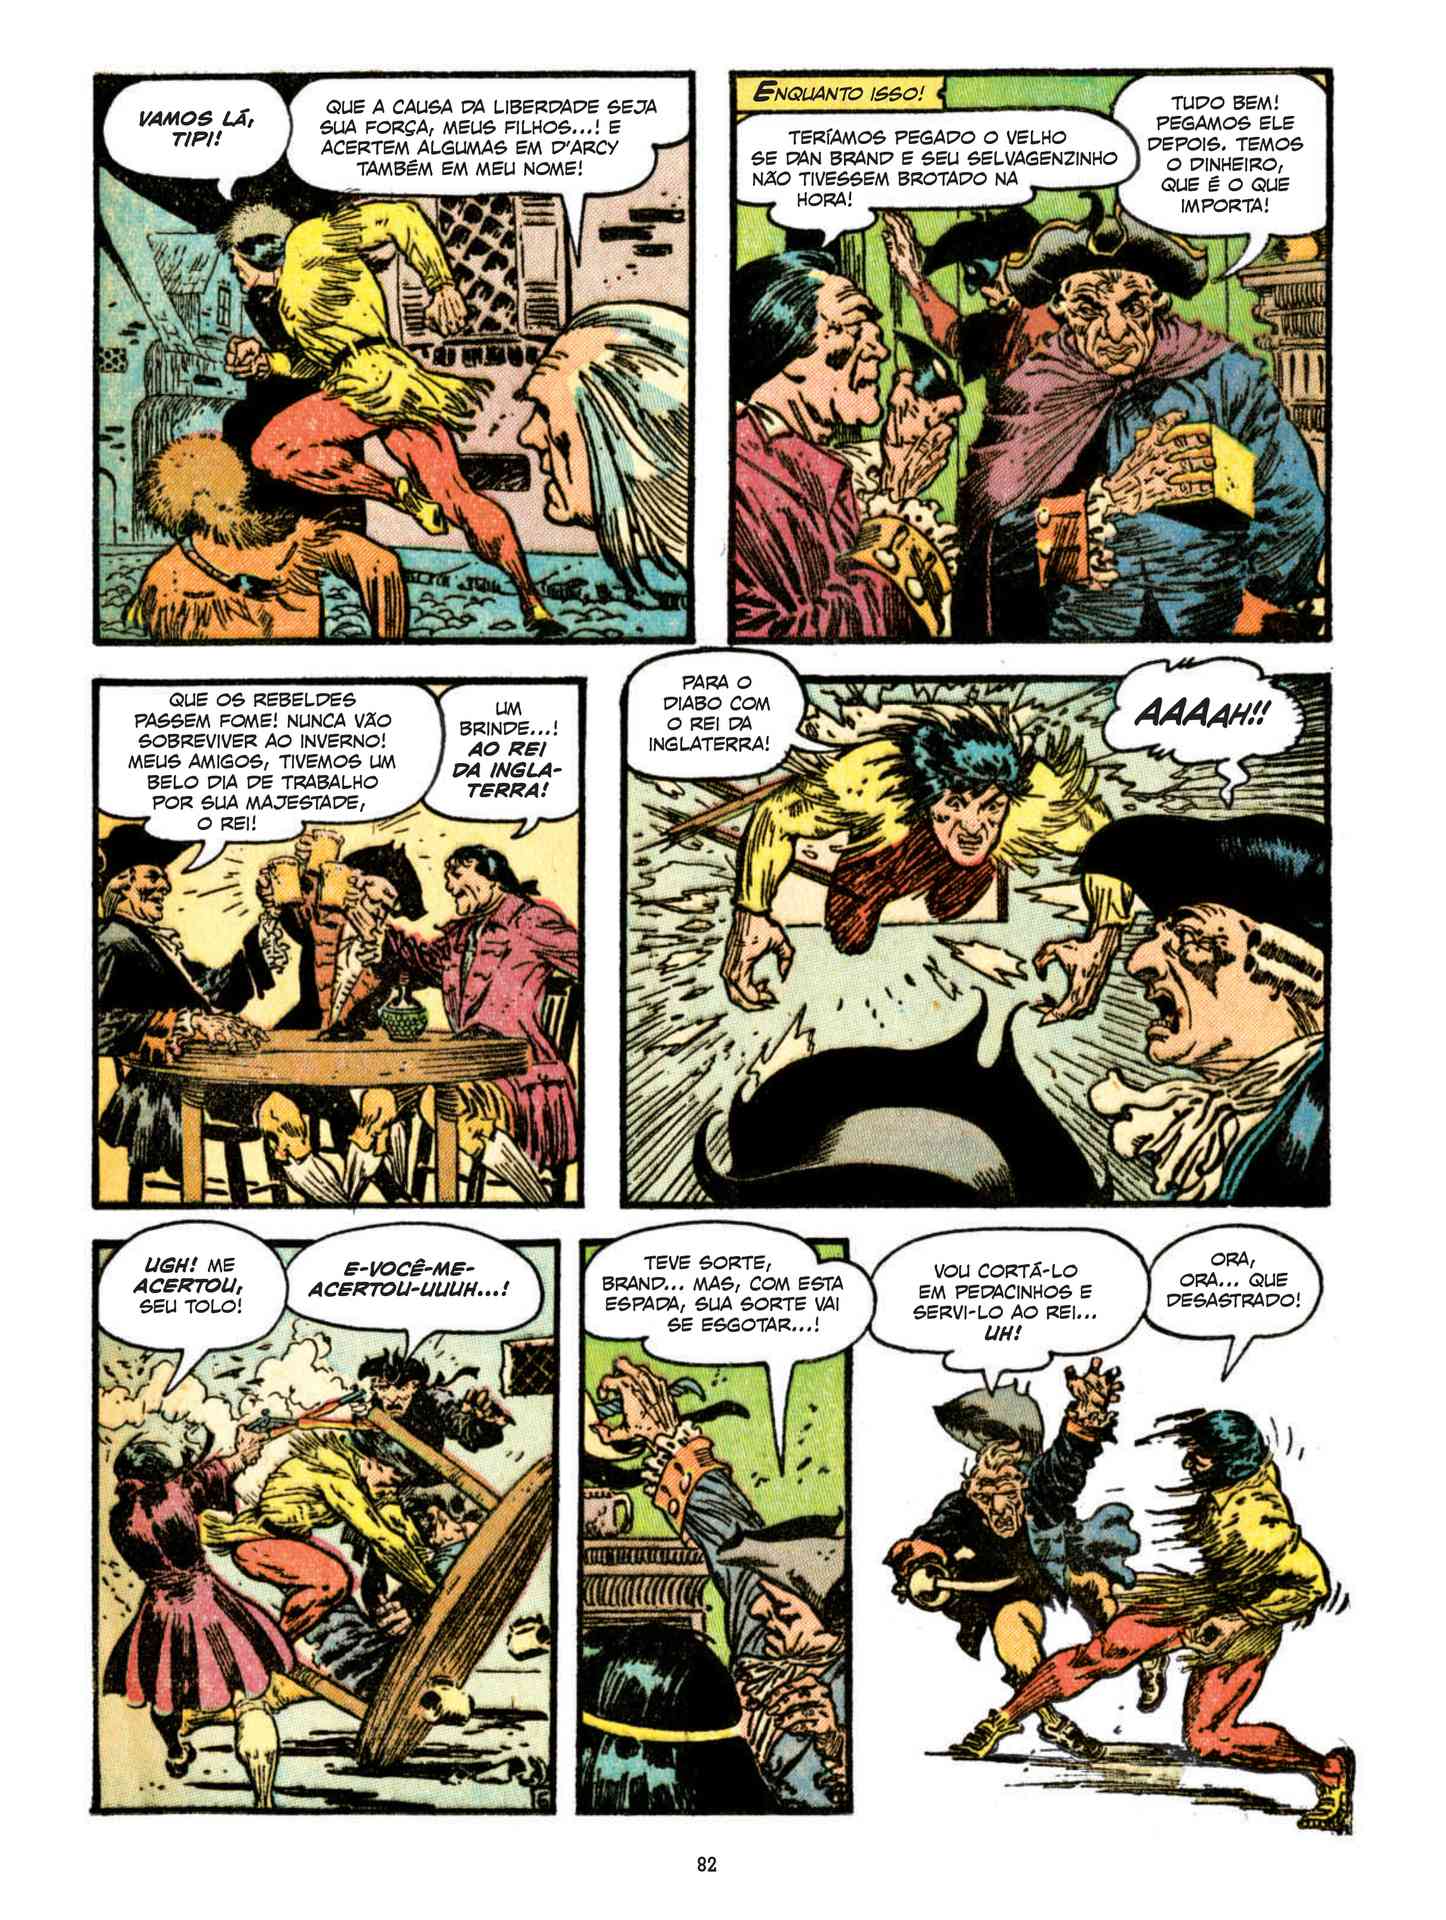 VAMOS LÁ,
TIPI!
QUE A CAUSA DA LIBERDADE SEJA
SUA FORÇA, MEUS FILHOS...! E
ACERTEM ALGUMAS EM D'ARCY
TAMBÉM EM MEU NOME!
ENQUANTO ISSO!
TERÍAMOS PEGADO O VELHO
SE DAN BRAND E SEU SELVAGENZINHO
NÃO TIVESSEM BROTADO NA
HORA!
TUDO BEM!
PEGAMOS ELE
DEPOIS. TEMOS
O DINHEIRO,
QUE É O QUE
IMPORTA!
QUE OS REBELDES
PASSEM FOME! NUNCA VÃO
SOBREVIVER AO INVERNO!
MEUS AMIGOS, TIVEMOS UM
BELO DIA DE TRABALHO
POR SUA MAJESTADE,
O REI!
UM
BRINDE...!
AO REI
DA INGLA-
TERRA!
PARA O
DIABO COM
O REI DA
INGLATERRA!
AAAAH!!
UGH! ME
ACERTOU,
SEU TOLO!
E-VOCÊ-ME-
ACERTOU-UUUH...!
TEVE SORTE,
BRAND... MAS, COM ESTA
ESPADA, SUA SORTE VAI
SE ESGOTAR...!
VOU CORTÁ-LO
EM PEDACINHOS E
SERVI-LO AO REI...
UH!
ORA,
ORA... QUE
DESASTRADO!
82